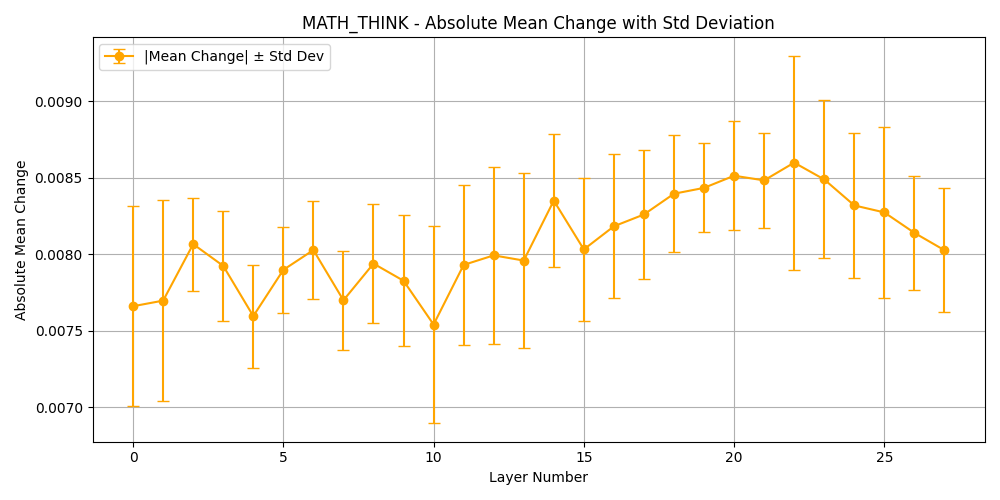 MATH_THINK - Absolute Mean Change with Std Deviation
|Mean Change| ± Std Dev
Absolute Mean Change
0.0090
0.0085
0.0080
0.0075
0.0070
0 5 10 15 20 25
Layer Number